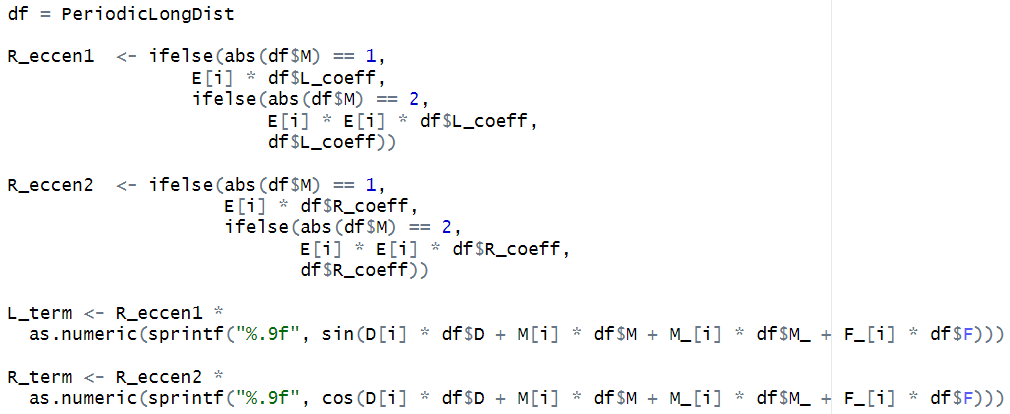 df = PeriodicLongDist
R_eccen1  <- ifelse(abs(df$M) == 1,
                 E[i] * df$L_coeff,
                 ifelse(abs(df$M) == 2,
                        E[i] * E[i] * df$L_coeff,
                        df$L_coeff))
R_eccen2  <- ifelse(abs(df$M) == 1,
                    E[i] * df$R_coeff,
                    ifelse(abs(df$M) == 2,
                           E[i] * E[i] * df$R_coeff,
                           df$R_coeff))
L_term <- R_eccen1 *
  as.numeric(sprintf("%.9f", sin(D[i] * df$D + M[i] * df$M + M_[i] * df$M_ + F_[i] * df$F)))
R_term <- R_eccen2 *
  as.numeric(sprintf("%.9f", cos(D[i] * df$D + M[i] * df$M + M_[i] * df$M_ + F_[i] * df$F)))